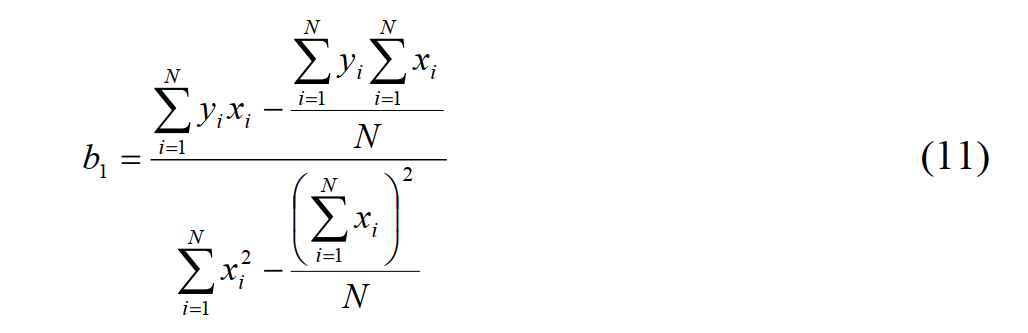 b₁ = \frac{\sum_{i=1}^{N} y_i x_i - \frac{\sum_{i=1}^{N} y_i \sum_{i=1}^{N} x_i}{N}}{\sum_{i=1}^{N} x_i^2 - \frac{\left(\sum_{i=1}^{N} x_i\right)^2}{N}} (11)